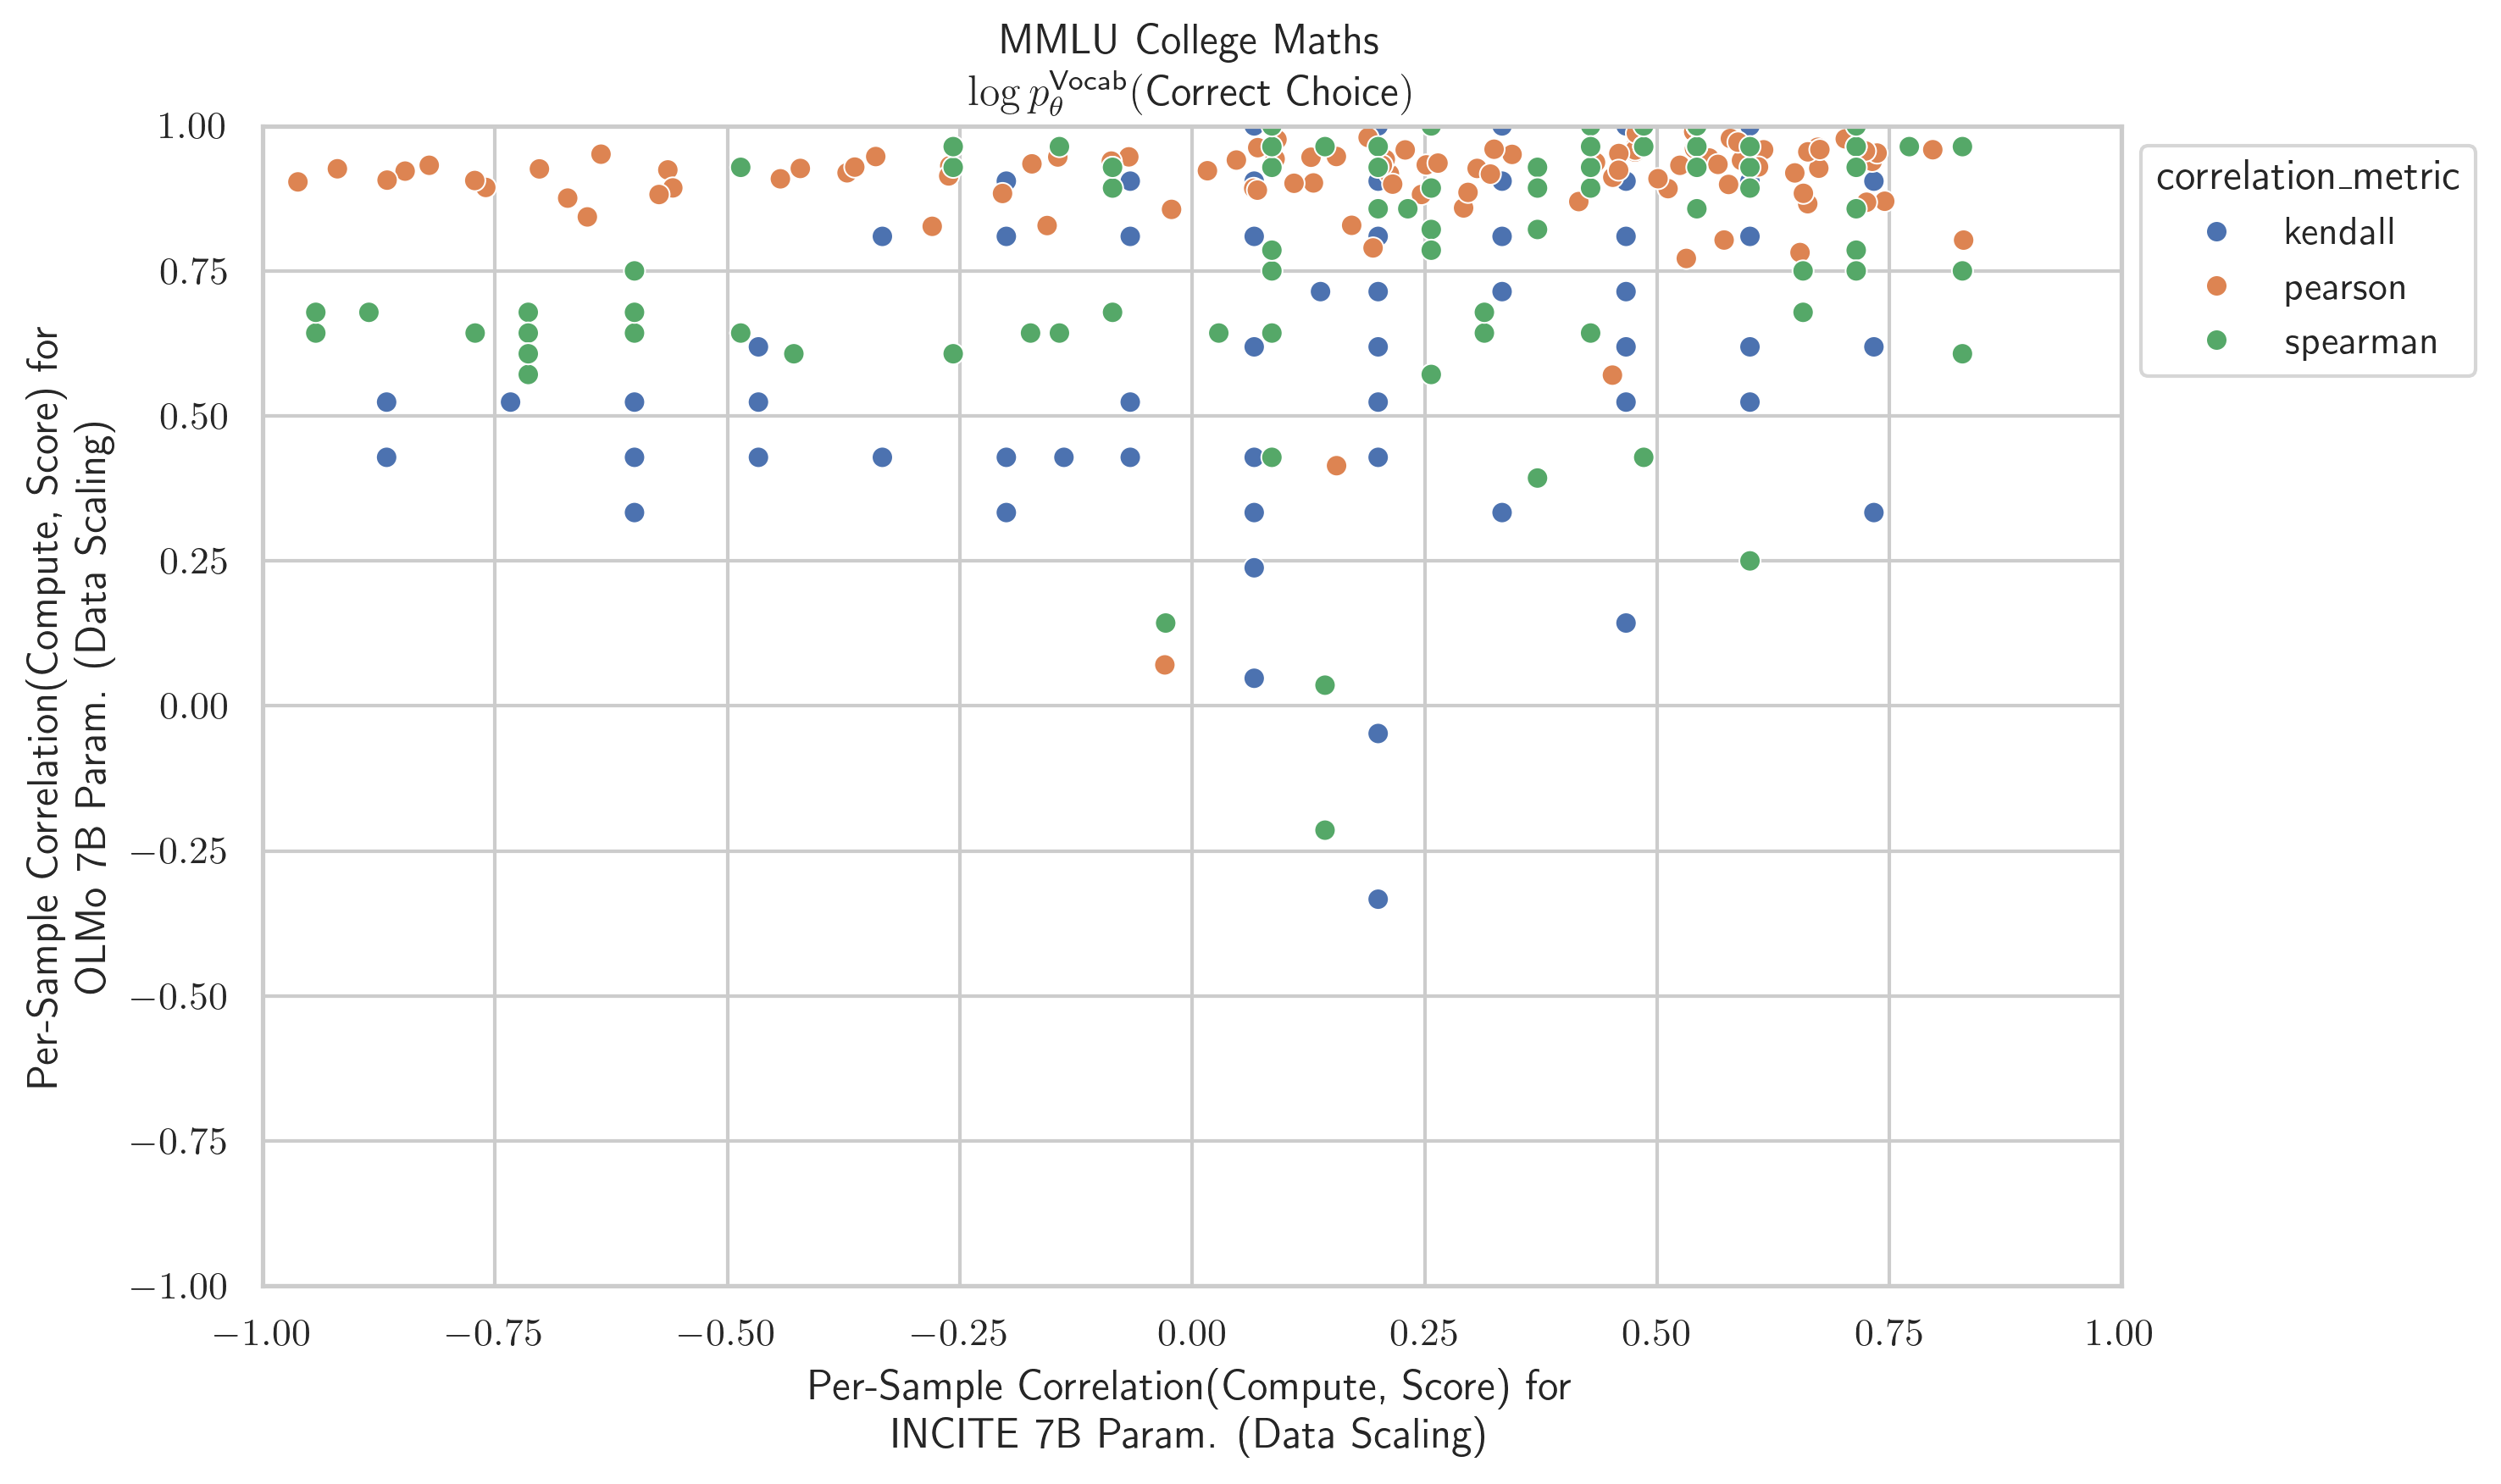 MMLU College Maths
log p_θ^Vocab(Correct Choice)
1.00
0.75
0.50
0.25
0.00
−0.25
−0.50
−0.75
−1.00
Per-Sample Correlation(Compute, Score) for
OLMo 7B Param. (Data Scaling)
−1.00
−0.75
−0.50
−0.25
0.00
0.25
0.50
0.75
1.00
Per-Sample Correlation(Compute, Score) for
INCITE 7B Param. (Data Scaling)
correlation_metric
kendall
pearson
spearman